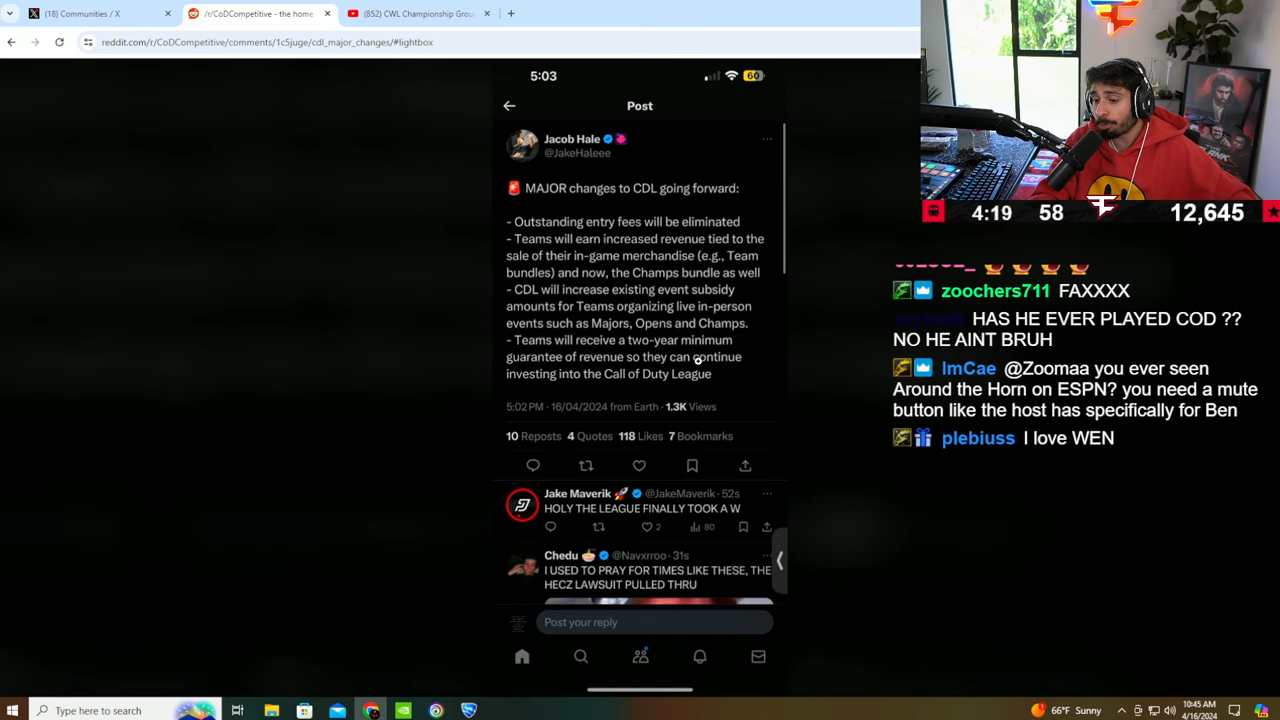 (18) Communities / X
/r/CoDCompetitive - the home
(852) CWL Championship Grou
reddit.com/r/CoDCompetitive/comments/1c5juge/cdl_major_changes/#lightbox
5:03
60
Post
Jacob Hale
@JakeHaleee
🚨 MAJOR changes to CDL going forward:
- Outstanding entry fees will be eliminated
- Teams will earn increased revenue tied to the
sale of their in-game merchandise (e.g., Team
bundles) and now, the Champs bundle as well
- CDL will increase existing event subsidy
amounts for Teams organizing live in-person
events such as Majors, Opens and Champs.
- Teams will receive a two-year minimum
guarantee of revenue so they can continue
investing into the Call of Duty League
5:02 PM · 16/04/2024 from Earth · 1.3K Views
10 Reposts 4 Quotes 118 Likes 7 Bookmarks
Jake Maverik 🚀 @JakeMaverik · 52s
HOLY THE LEAGUE FINALLY TOOK A W
2
80
Chedu 🍜 @Navxrroo · 31s
I USED TO PRAY FOR TIMES LIKE THESE, THE
HECZ LAWSUIT PULLED THRU
Post your reply
4:19
58
12,645
zoochers711 FAXXXX
HAS HE EVER PLAYED COD ??
NO HE AINT BRUH
ImCae @Zoomaa you ever seen
Around the Horn on ESPN? you need a mute
button like the host has specifically for Ben
plebiuss I love WEN
Type here to search
66°F Sunny
10:45 AM
4/16/2024